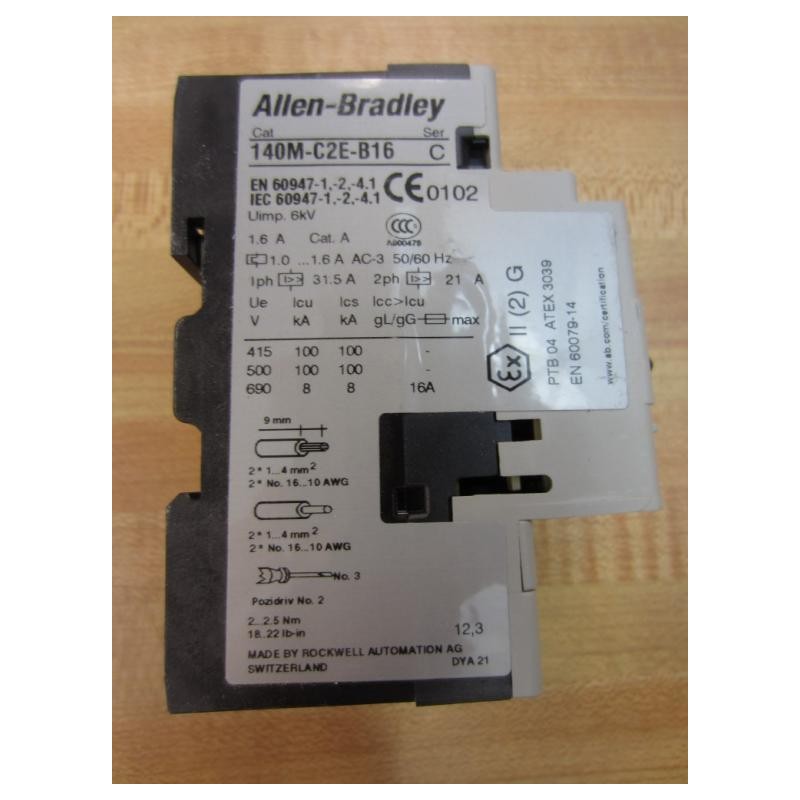 Allen-Bradley
Cat Ser
140M-C2E-B16 C
EN 60947-1,-2,-4.1
IEC 60947-1,-2,-4.1
CE 0102
Uimp. 6kV
CCC
A000475
1.6 A Cat. A
1.0 ...1.6 A AC-3 50/60 Hz
1ph I>> 31.5 A 2ph I>> 21 A
Ue Icu Ics Icc>Icu
V kA kA gL/gG max
415 100 100 -
500 100 100 -
690 8 8 16A
9 mm
2* 1...4 mm2
2* No. 16...10 AWG
2* 1...4 mm2
2* No. 16...10 AWG
No. 3
Pozidriv No. 2
2...2.5 Nm
18...22 lb-in
12,3
MADE BY ROCKWELL AUTOMATION AG
SWITZERLAND DYA 21
Ex II (2) G
PTB 04 ATEX 3039
EN 60079-14
www.ab.com/certification